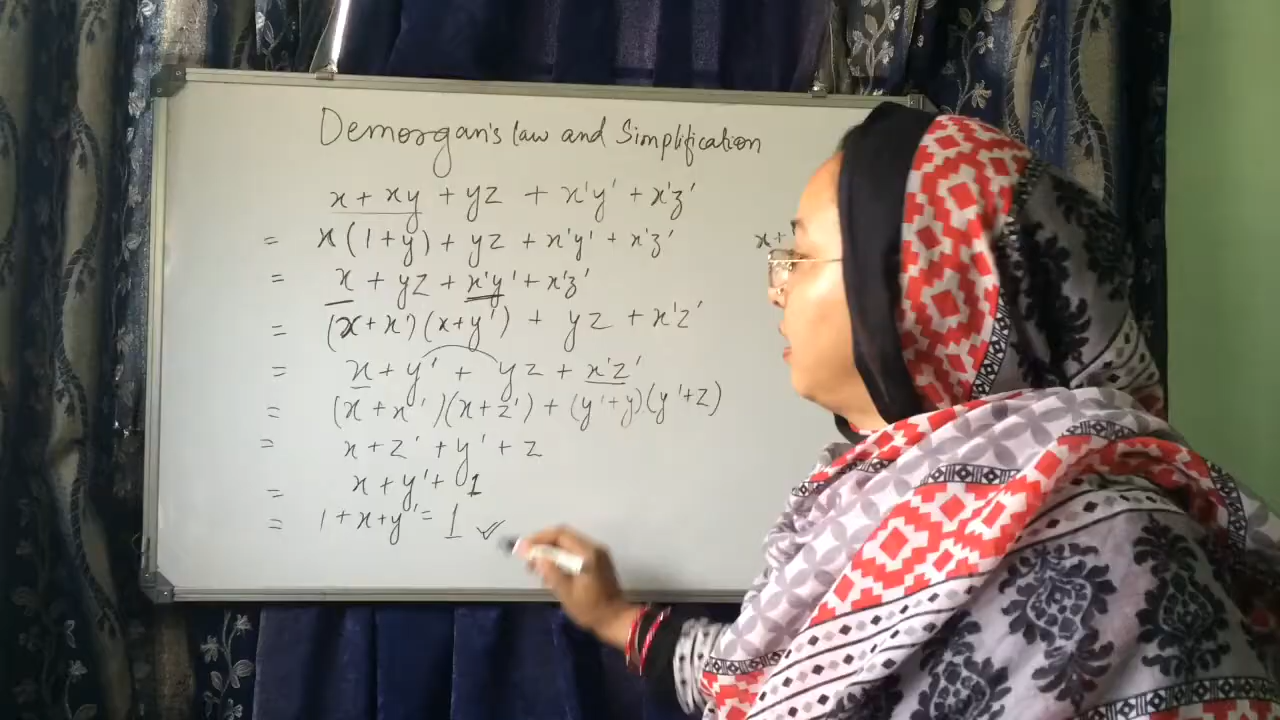 Demorgan's law and Simplification
x + xy + yz + x'y' + x'z'
= x(1+y) + yz + x'y' + x'z'
x+
= x + yz + x'y' + x'z'
= (x+x')(x+y') + yz + x'z'
= x + y' + yz + x'z'
= (x + x')(x+z') + (y'+y)(y'+z)
= x + z' + y' + z
= x + y' + 1
= 1 + x + y' = 1 ✓